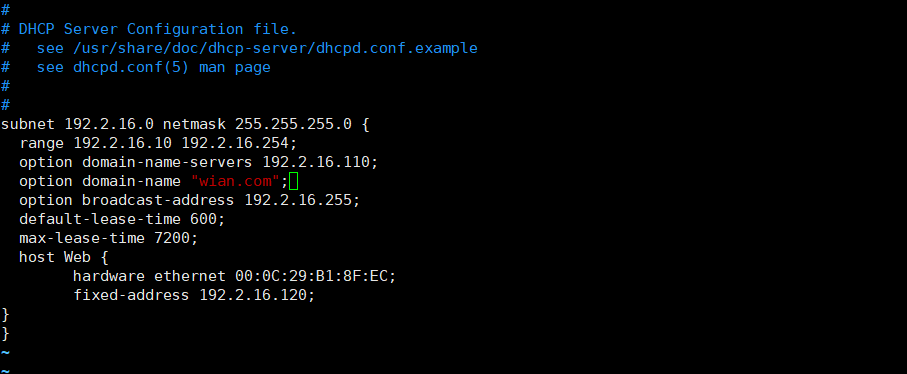 #
# DHCP Server Configuration file.
#   see /usr/share/doc/dhcp-server/dhcpd.conf.example
#   see dhcpd.conf(5) man page
#
#
subnet 192.2.16.0 netmask 255.255.255.0 {
  range 192.2.16.10 192.2.16.254;
  option domain-name-servers 192.2.16.110;
  option domain-name "wian.com";
  option broadcast-address 192.2.16.255;
  default-lease-time 600;
  max-lease-time 7200;
  host Web {
        hardware ethernet 00:0C:29:B1:8F:EC;
        fixed-address 192.2.16.120;
}
}
~
~